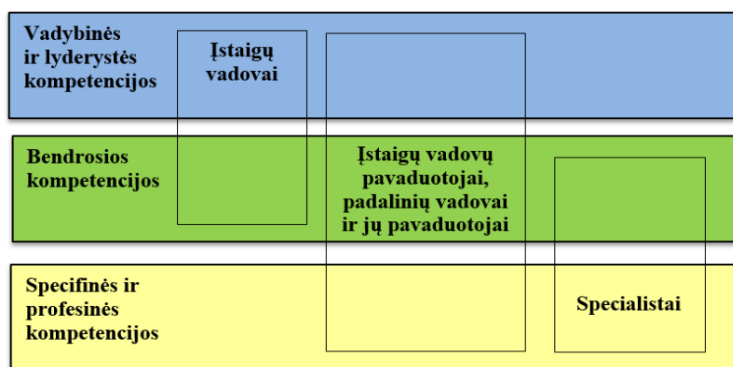 Vadybinės
ir lyderystės
kompetencijos
Įstaigų
vadovai
Bendrosios
kompetencijos
Įstaigų vadovų
pavaduotojai,
padalinių vadovai
ir jų pavaduotojai
Specifinės ir
profesinės
kompetencijos
Specialistai